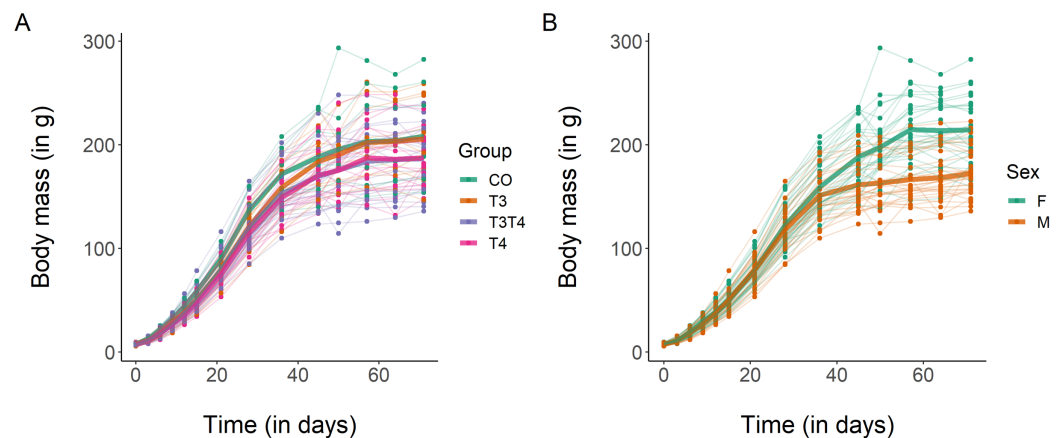 A
Body mass (in g)
300
200
100
0
0 20 40 60
Time (in days)
Group
CO
T3
T3T4
T4
B
Body mass (in g)
300
200
100
0
0 20 40 60
Time (in days)
Sex
F
M